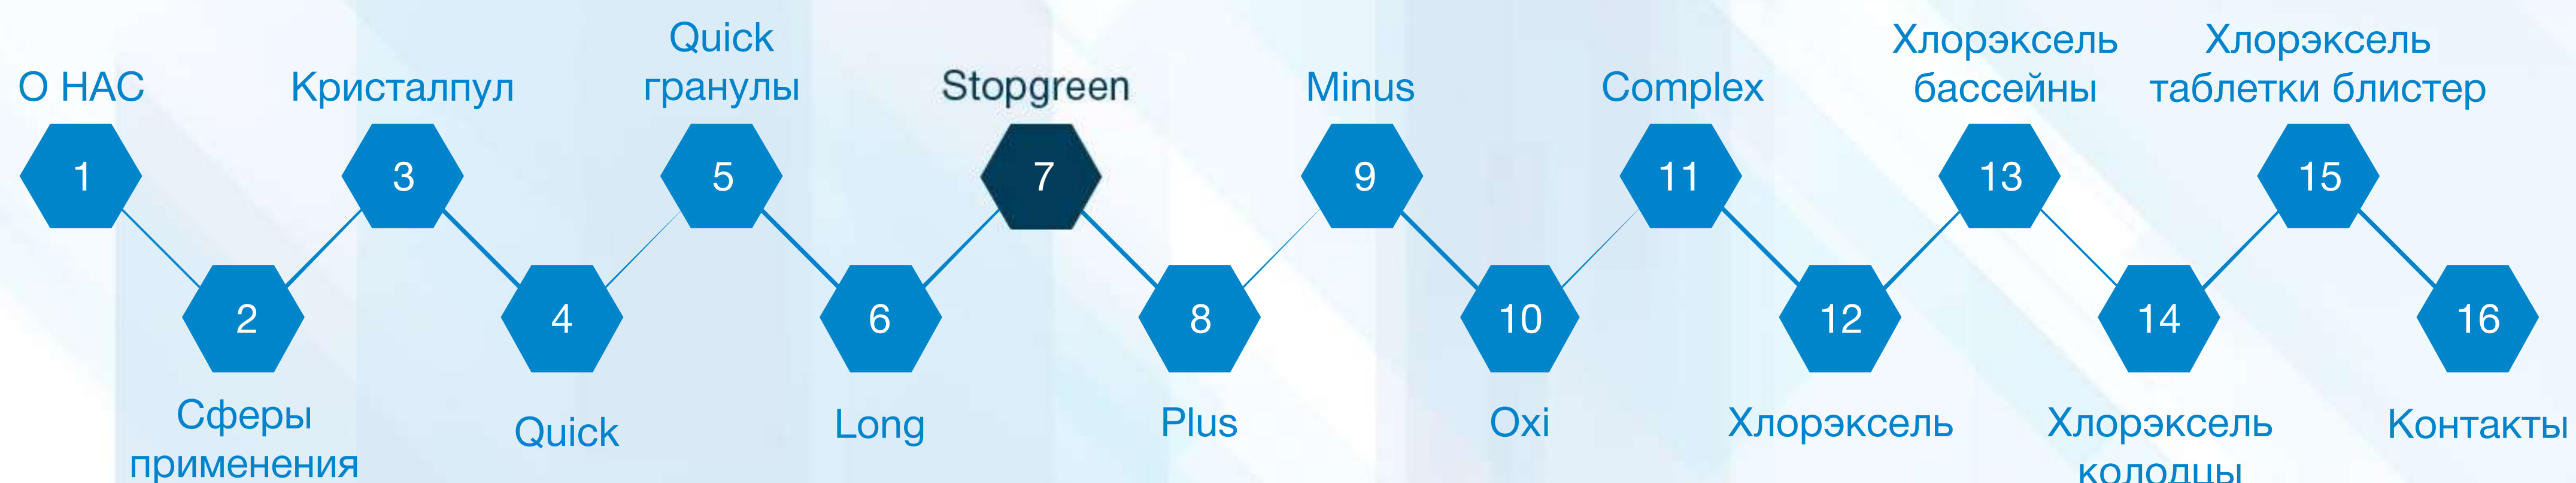 О НАС
1
2
Сферы
применения
Кристалпул
3
4
Quick
Quick
гранулы
5
6
Long
Stopgreen
7
8
Plus
Minus
9
10
Oxi
Complex
11
12
Хлорэксель
Хлорэксель
бассейны
13
14
Хлорэксель
колодцы
Хлорэксель
таблетки блистер
15
16
Контакты